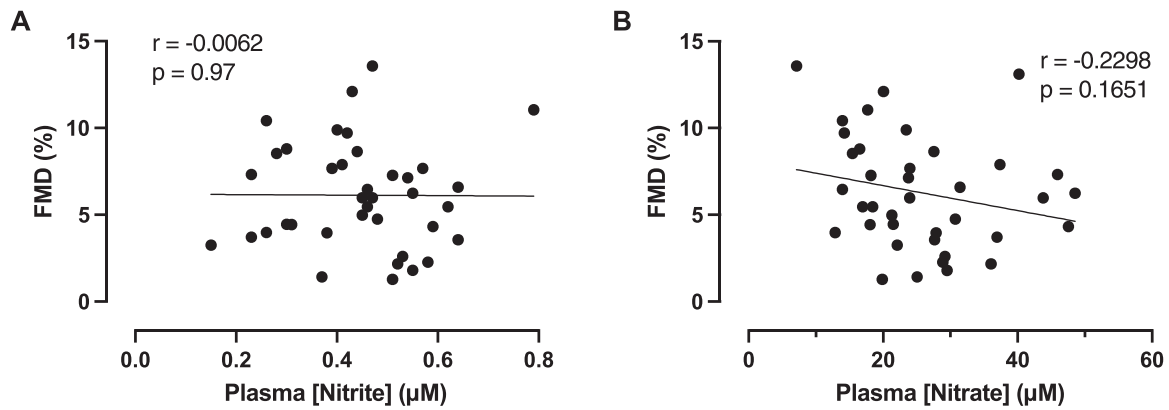 A
r = -0.0062
p = 0.97
15
10
5
0
FMD (%)
0.0 0.2 0.4 0.6 0.8
Plasma [Nitrite] (µM)
B
r = -0.2298
p = 0.1651
15
10
5
0
FMD (%)
0 20 40 60
Plasma [Nitrate] (µM)